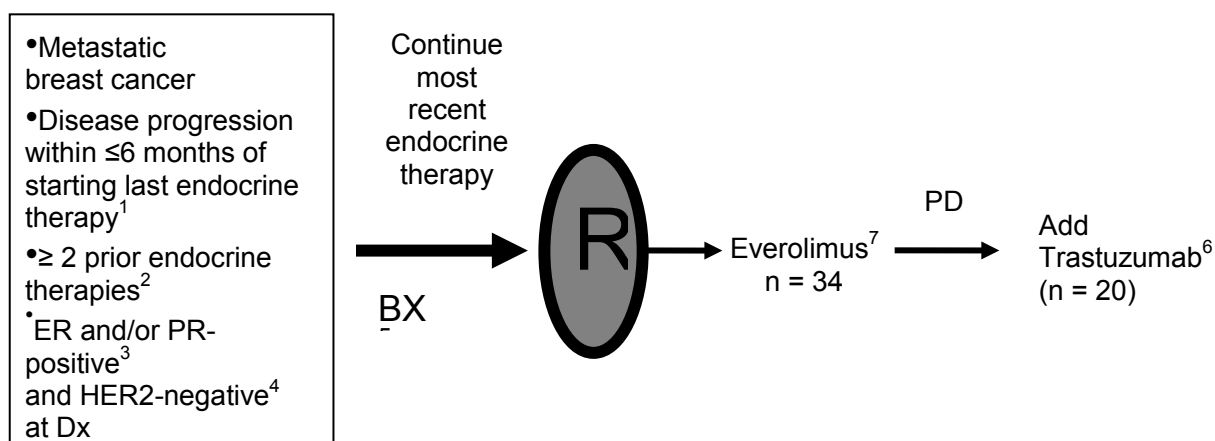 •Metastatic
breast cancer
•Disease progression
within ≤6 months of
starting last endocrine
therapy1
•≥ 2 prior endocrine
therapies2
•ER and/or PR-
positive3
and HER2-negative4
at Dx
Continue
most
recent
endocrine
therapy
BX
R
Everolimus7
n = 34
PD
Add
Trastuzumab6
(n = 20)